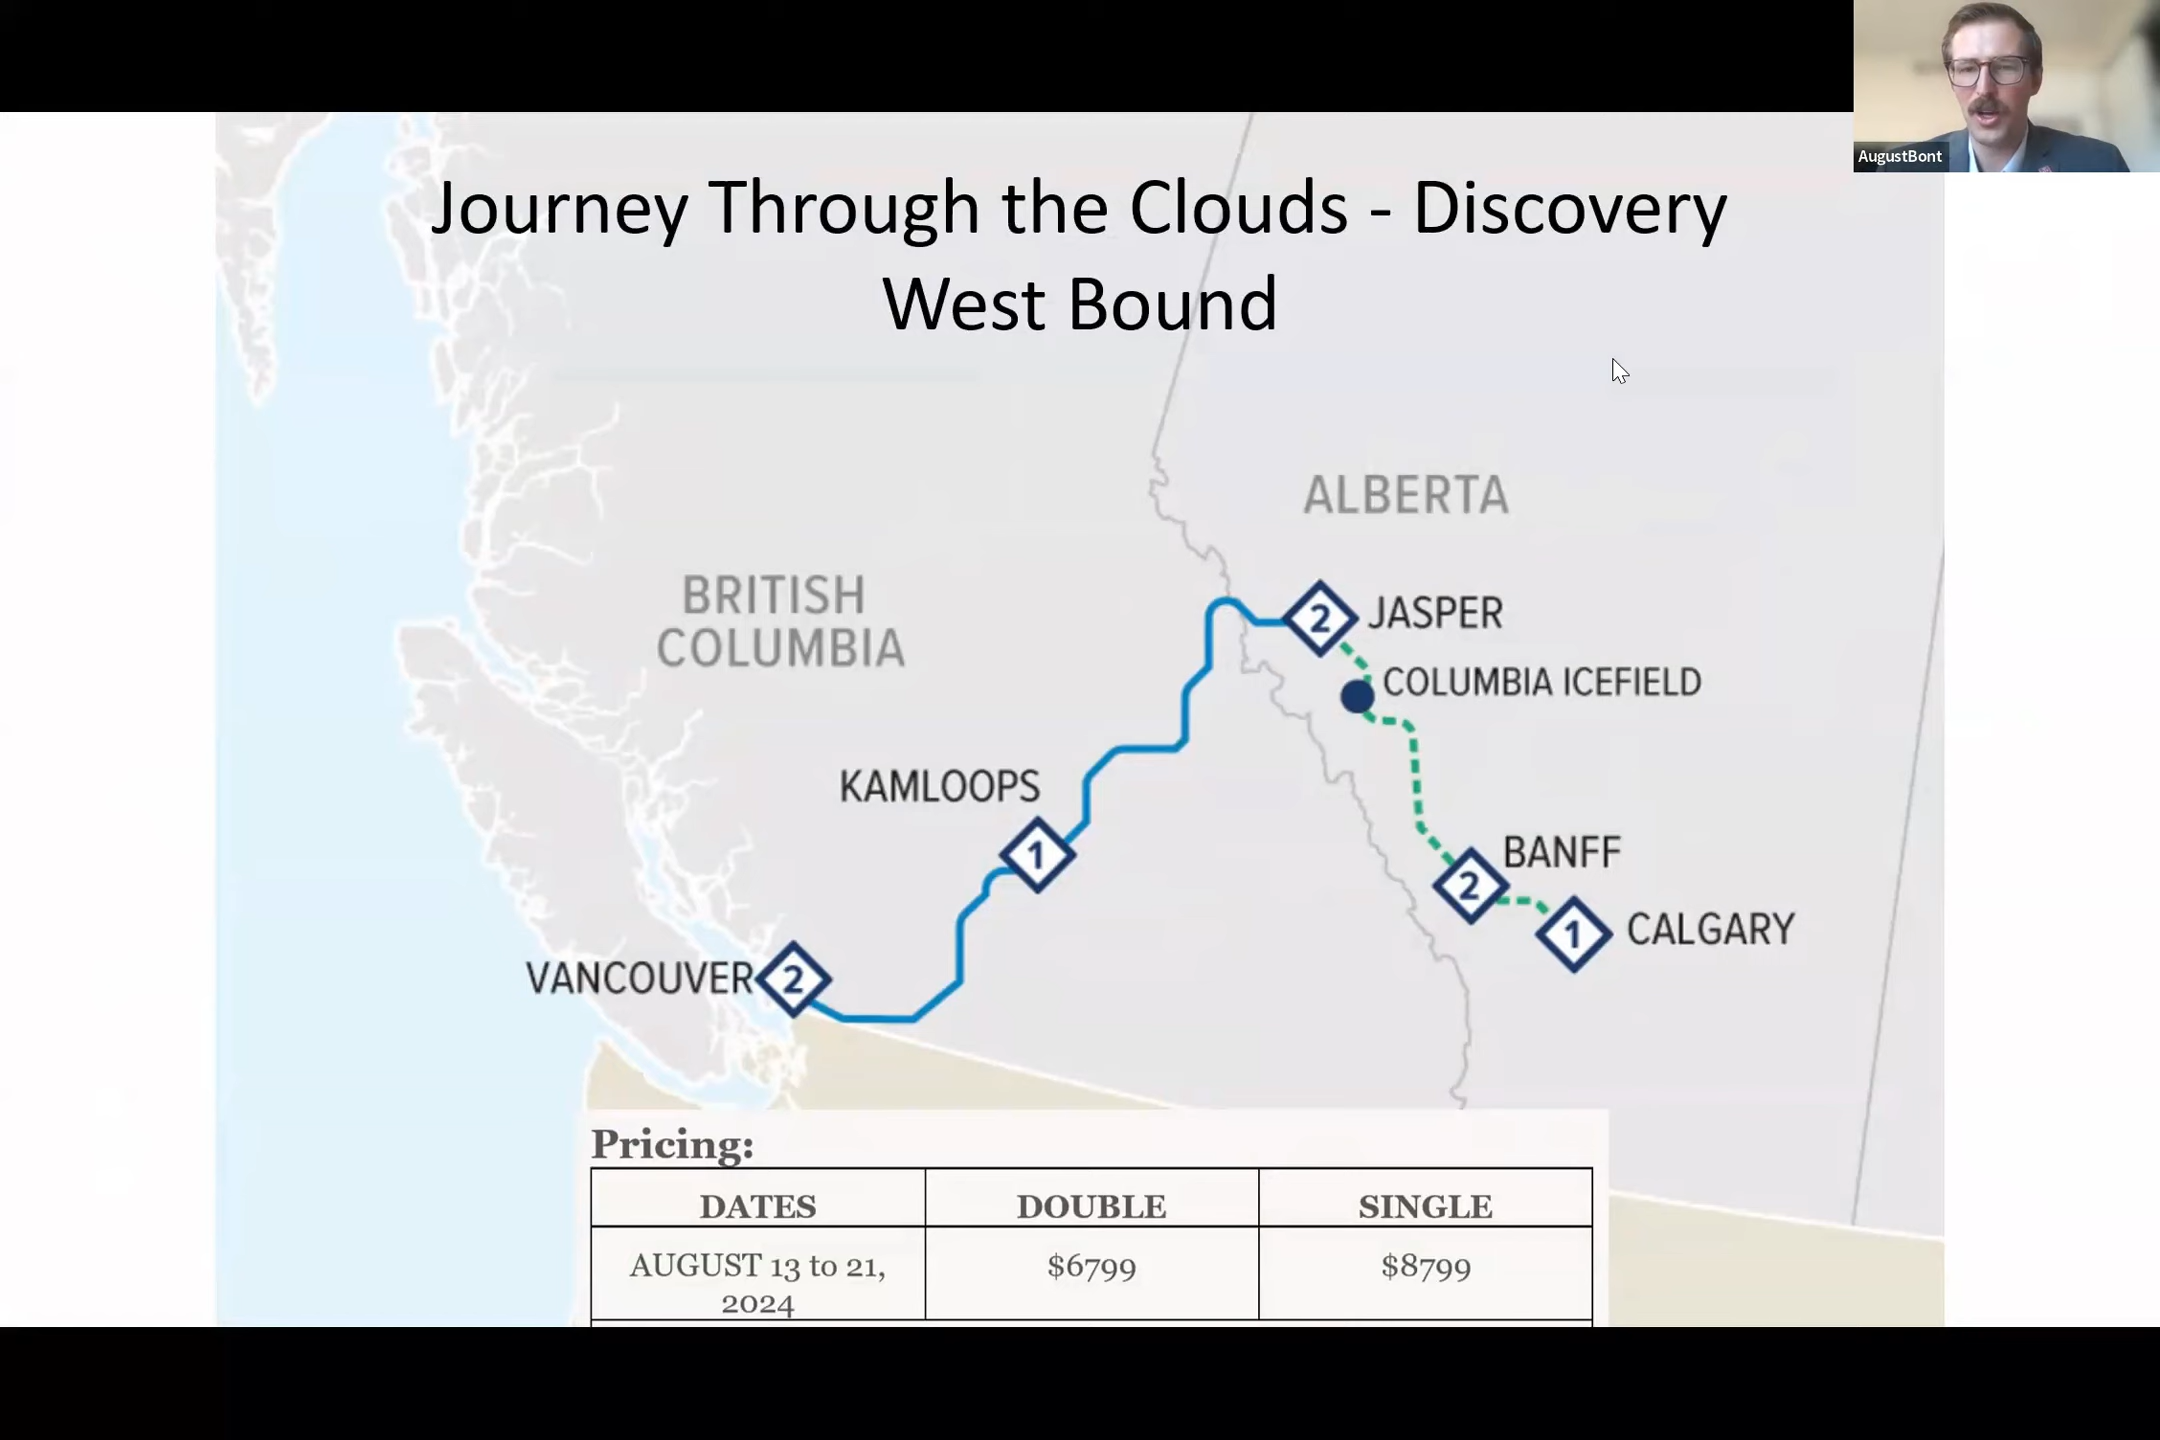 AugustBont
Journey Through the Clouds - Discovery
West Bound
ALBERTA
BRITISH
COLUMBIA
2 JASPER
COLUMBIA ICEFIELD
KAMLOOPS
1
BANFF
2
1 CALGARY
VANCOUVER 2
Pricing:
DATES DOUBLE SINGLE
AUGUST 13 to 21, $6799 $8799
2024